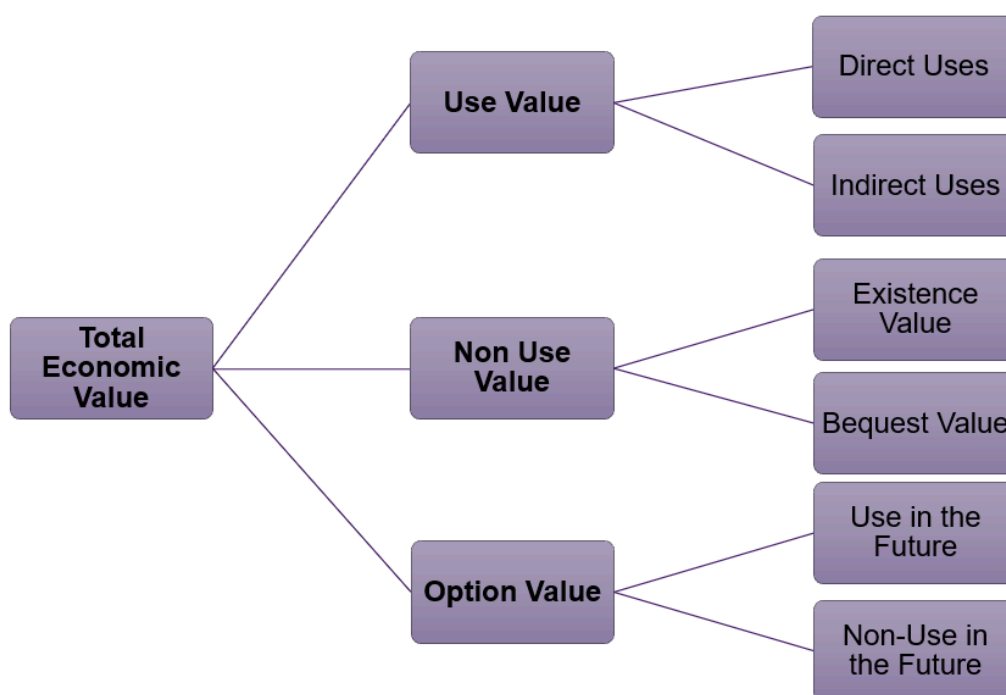 Total
Economic
Value
Use Value
Direct Uses
Indirect Uses
Non Use
Value
Existence
Value
Bequest Value
Option Value
Use in the
Future
Non-Use in
the Future